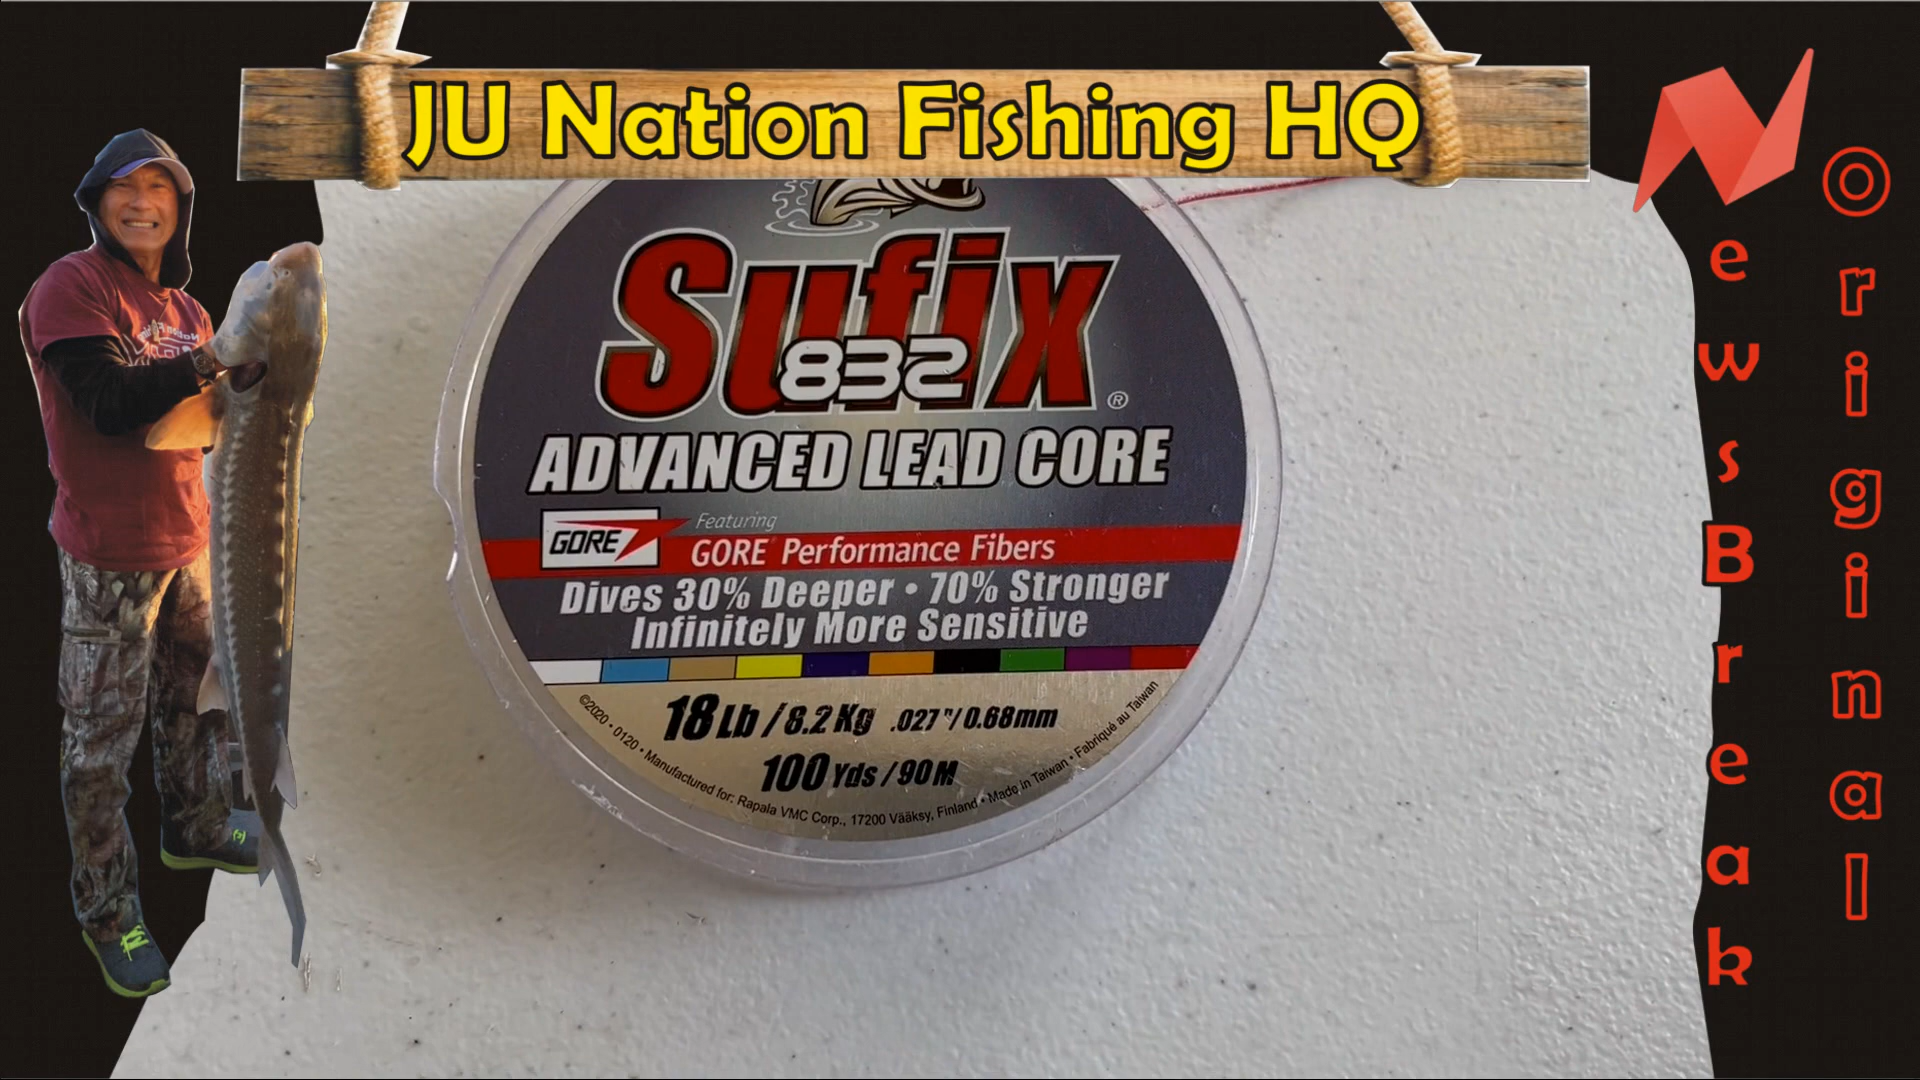 JU Nation Fishing HQ
Sufix
832
®
ADVANCED LEAD CORE
GORE
Featuring
GORE Performance Fibers
Dives 30% Deeper • 70% Stronger
Infinitely More Sensitive
18 Lb / 8.2 Kg .027"/ 0.68mm
100 Yds / 90 M
©2020 • 0120 • Manufactured for: Rapala VMC Corp., 17200 Vääksy, Finland • Made in Taiwan • Fabriqué au Taiwan
NewsBreak
Original